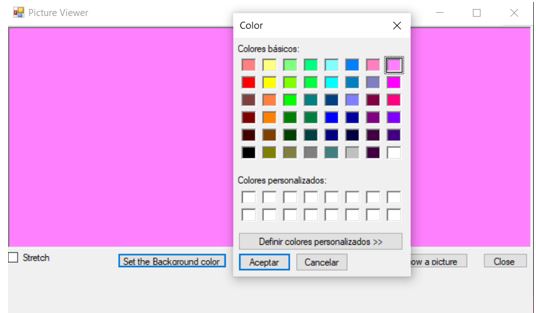 Picture Viewer
Color
Colores básicos:
Colores personalizados:
Definir colores personalizados >>
Aceptar
Cancelar
Stretch
Set the Background color
ow a picture
Close